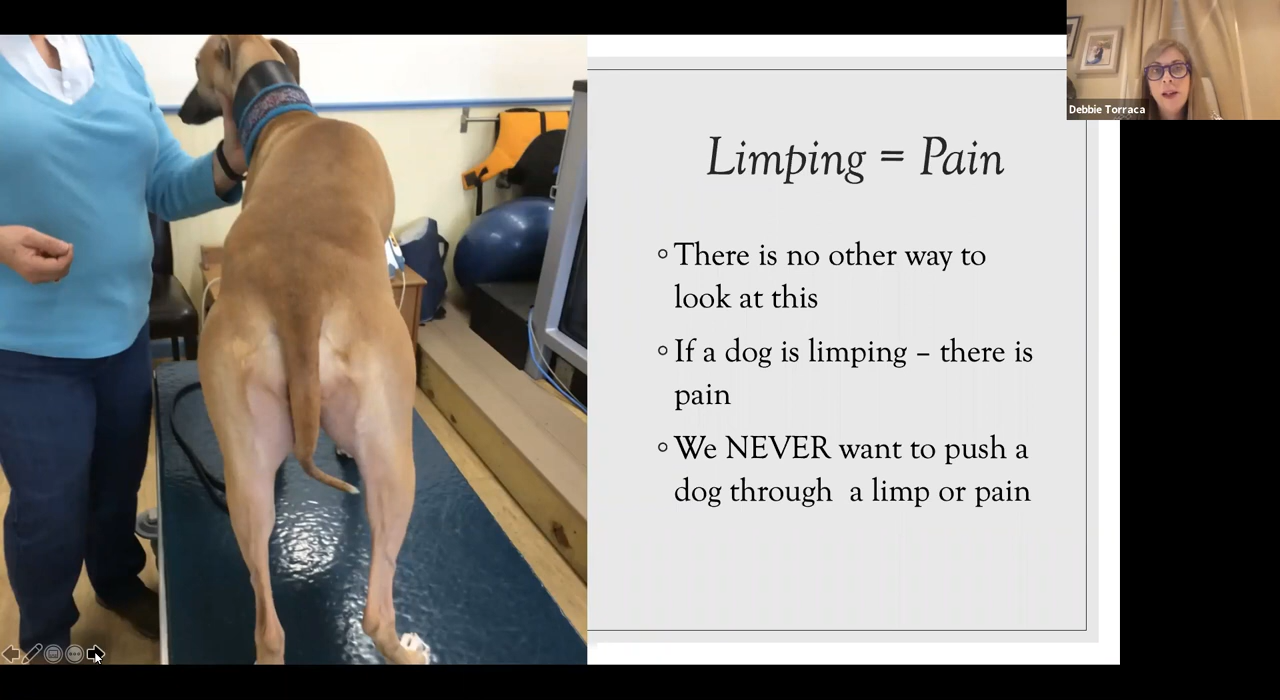 Debbie Torraca
Limping = Pain
There is no other way to
look at this
If a dog is limping – there is
pain
We NEVER want to push a
dog through  a limp or pain